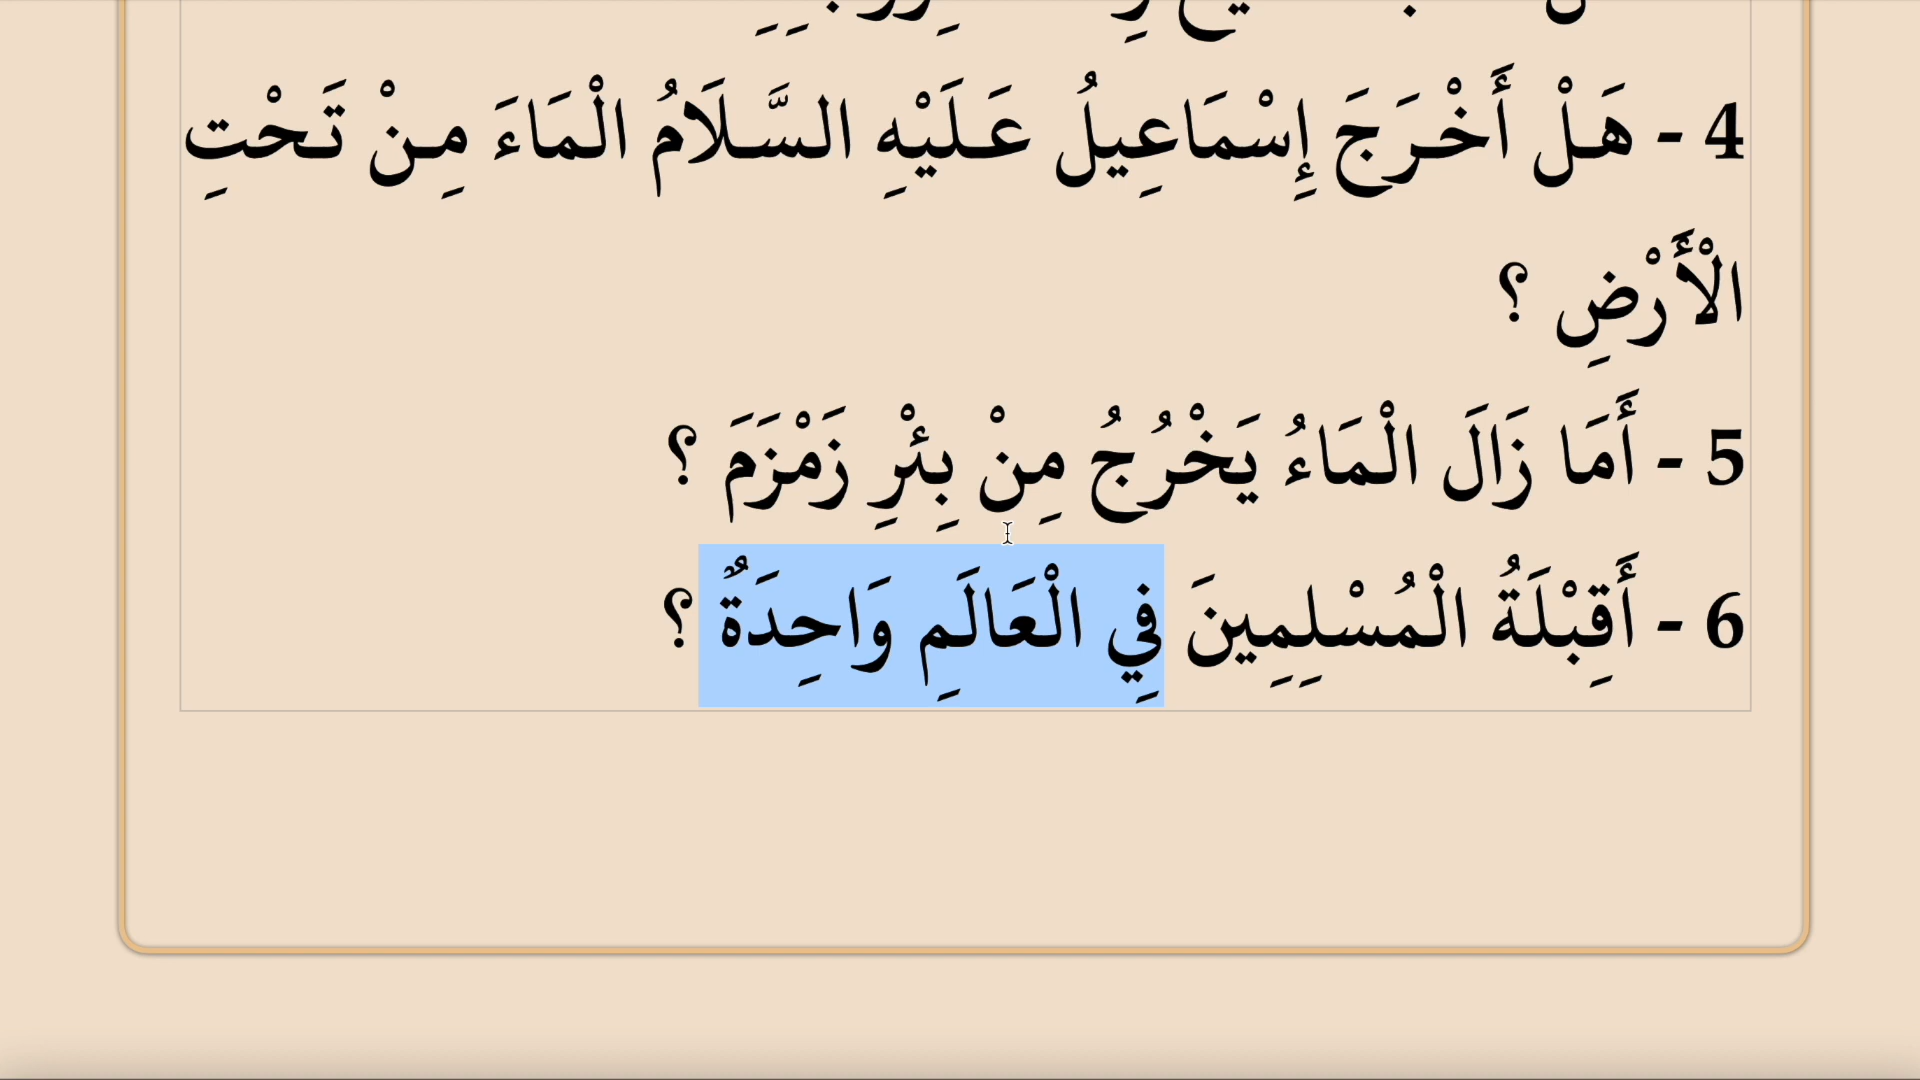 4 - هَلْ أَخْرَجَ إِسْمَاعِيلُ عَلَيْهِ السَّلَامُ الْمَاءَ مِنْ تَحْتِ
الْأَرْضِ ؟
5 - أَمَا زَالَ الْمَاءُ يَخْرُجُ مِنْ بِئْرِ زَمْزَمَ ؟
6 - أَقِبْلَةُ الْمُسْلِمِينَ فِي الْعَالَمِ وَاحِدَةٌ ؟